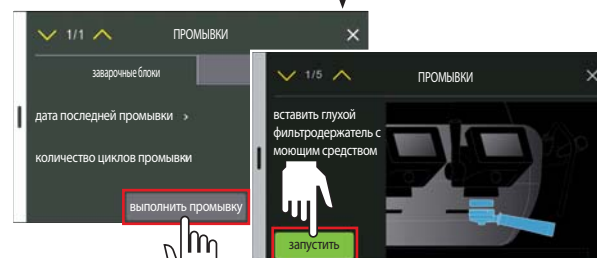 1/1 ПРОМЫВКИ
заварочные блоки
дата последней промывки >
количество циклов промывки
выполнить промывку
1/5 ПРОМЫВКИ
вставить глухой
фильтродержатель с
моющим средством
запустить